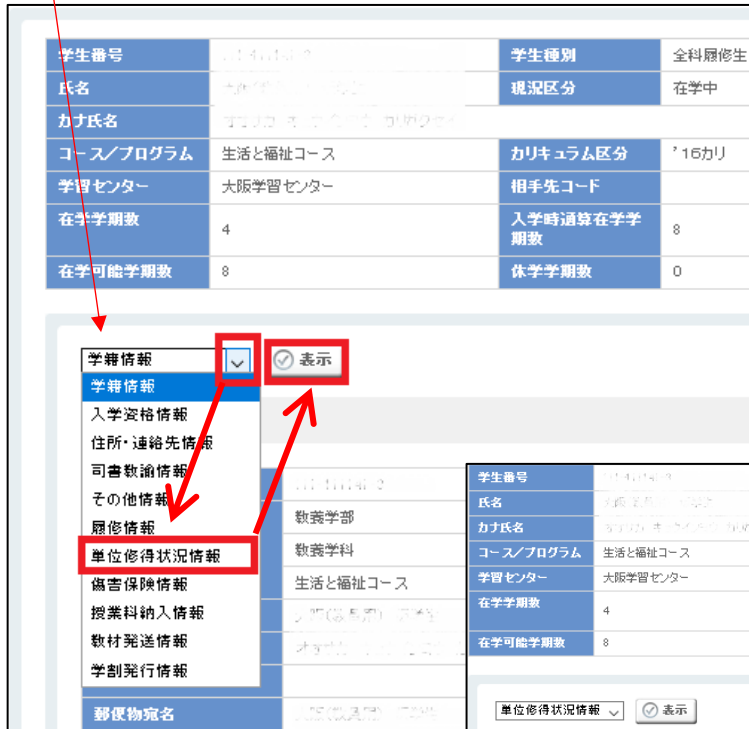 学生番号 学生種別 全科履修生
氏名 現況区分 在学中
カナ氏名
コース/プログラム 生活と福祉コース カリキュラム区分 '16カリ
学習センター 大阪学習センター 相手先コード
在学学期数 4 入学時通算在学学期数 8
在学可能学期数 8 休学学期数 0
学籍情報 表示
学籍情報
入学資格情報
住所・連絡先情報
司書教諭情報
その他情報
履修情報
単位修得状況情報
傷害保険情報
授業料納入情報
教材発送情報
学割発行情報
教養学部
教養学科
生活と福祉コース
郵便物宛名
学生番号
氏名
カナ氏名
コース/プログラム 生活と福祉コース
学習センター 大阪学習センター
在学学期数 4
在学可能学期数 8
単位修得状況情報 表示